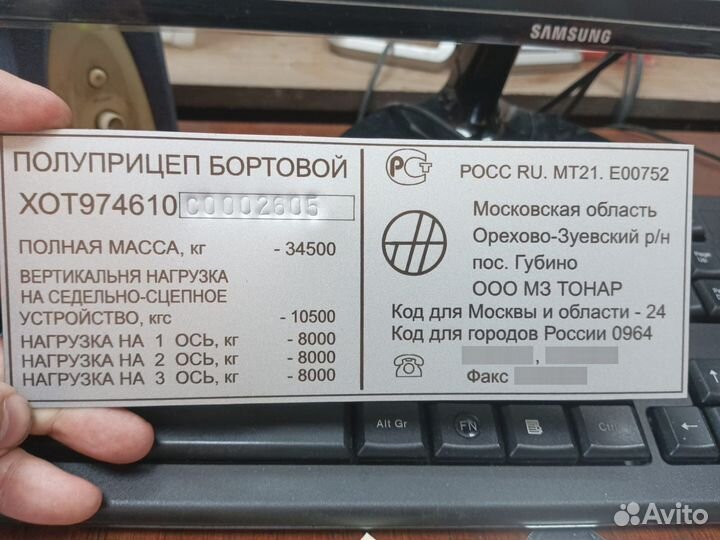 SAMSUNG
ПОЛУПРИЦЕП БОРТОВОЙ
ХОТ974610 C0002605
ПОЛНАЯ МАССА, кг - 34500
ВЕРТИКАЛЬНЯ НАГРУЗКА
НА СЕДЕЛЬНО-СЦЕПНОЕ
УСТРОЙСТВО, кгс - 10500
НАГРУЗКА НА 1 ОСЬ, кг - 8000
НАГРУЗКА НА 2 ОСЬ, кг - 8000
НАГРУЗКА НА 3 ОСЬ, кг - 8000
РСТ
РОСС RU. МТ21. Е00752
Московская область
Орехово-Зуевский р/н
пос. Губино
ООО МЗ ТОНАР
Код для Москвы и области - 24
Код для городов России 0964
,
Факс
Alt Gr
FN
Ctrl
Avito